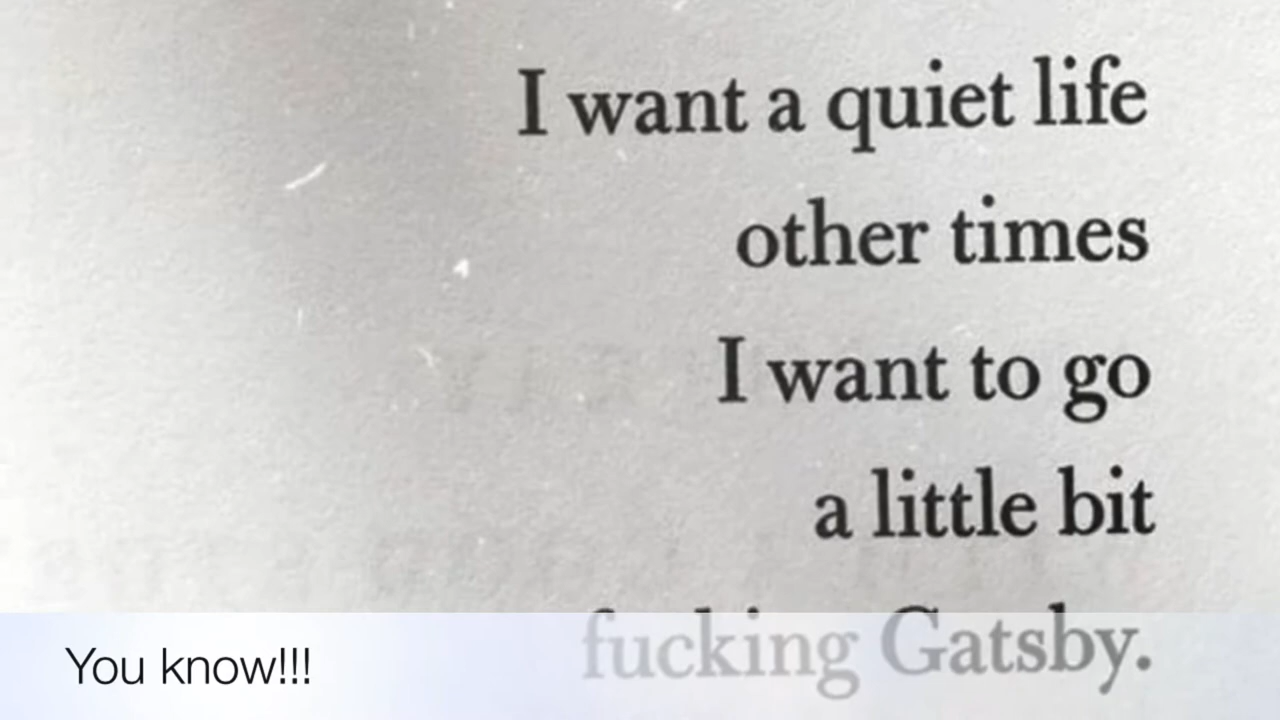 I want a quiet life
other times
I want to go
a little bit
fucking Gatsby.
You know!!!